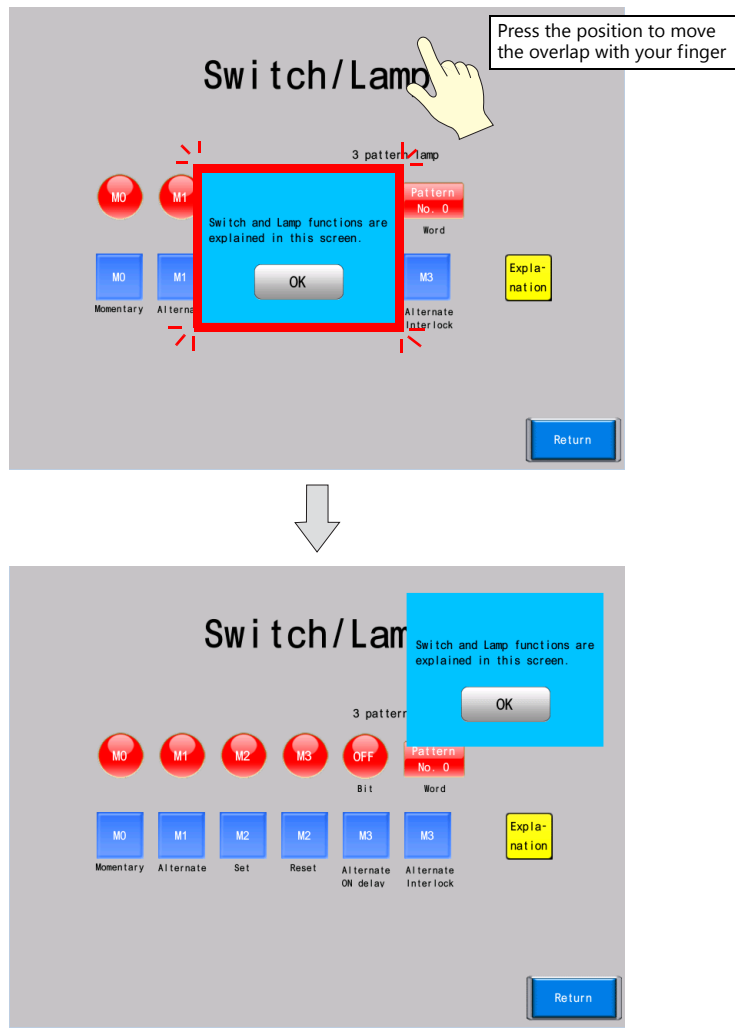 Press the position to move
the overlap with your finger
Switch/Lamp
3 pattern lamp
M0
M1
Switch and Lamp functions are
explained in this screen.
OK
Pattern
No. 0
Word
M0
M1
M3
Expla-
nation
Momentary
Alterna
Alternate
Interlock
Return
Switch/Lam
Switch and Lamp functions are
explained in this screen.
OK
3 patter
M0
M1
M2
M3
OFF
Pattern
No. 0
Bit
Word
M0
M1
M2
M2
M3
M3
Expla-
nation
Momentary
Alternate
Set
Reset
Alternate
ON delay
Alternate
Interlock
Return